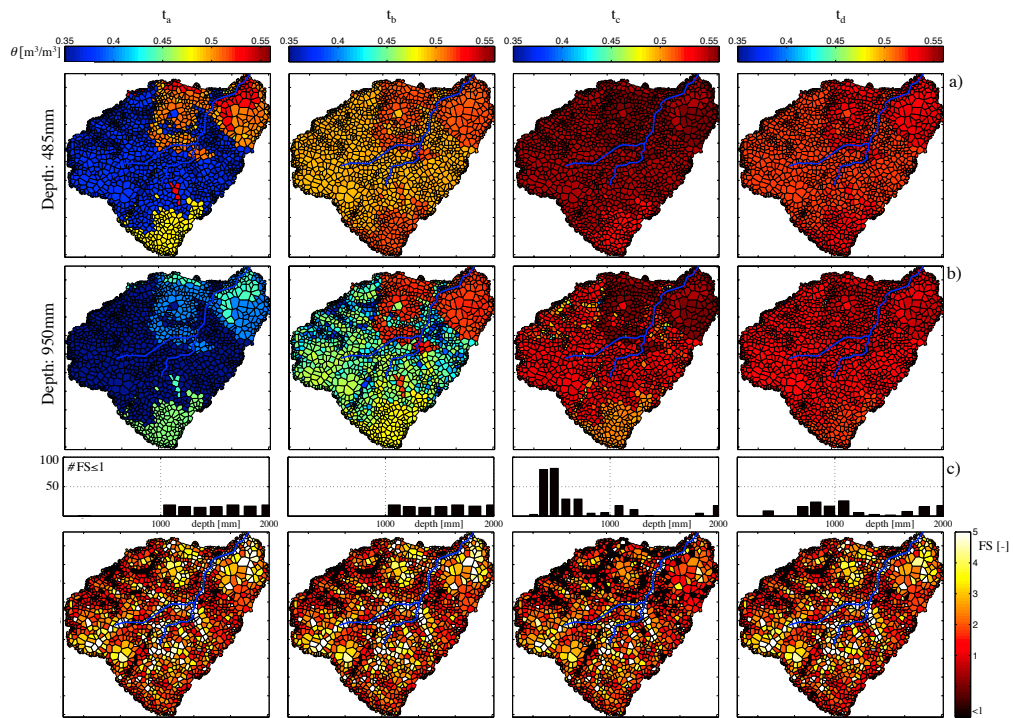 t_a t_b t_c t_d
θ [m³/m³] 0.35 0.4 0.45 0.5 0.55 0.35 0.4 0.45 0.5 0.55 0.35 0.4 0.45 0.5 0.55 0.35 0.4 0.45 0.5 0.55
a)
Depth: 485mm
b)
Depth: 950mm
c)
100
50
#FS≤1
1000 depth [mm] 2000 1000 depth [mm] 2000 1000 depth [mm] 2000 1000 depth [mm] 2000
FS [-]
5
4
3
2
1
<1